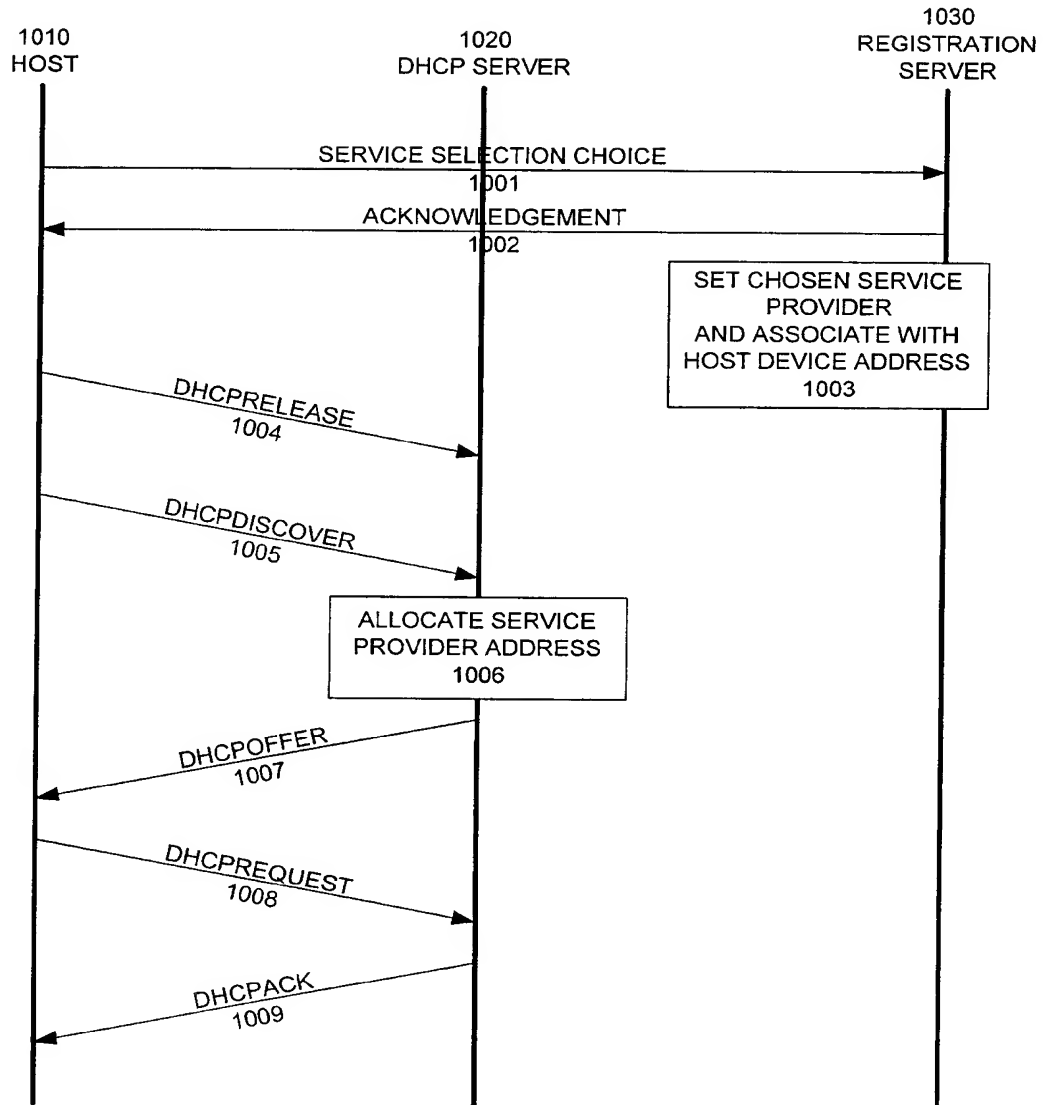 1010
HOST
1020
DHCP SERVER
1030
REGISTRATION
SERVER
SERVICE SELECTION CHOICE
1001
ACKNOWLEDGEMENT
1002
SET CHOSEN SERVICE
PROVIDER
AND ASSOCIATE WITH
HOST DEVICE ADDRESS
1003
DHCPRELEASE
1004
DHCPDISCOVER
1005
ALLOCATE SERVICE
PROVIDER ADDRESS
1006
DHCPOFFER
1007
DHCPREQUEST
1008
DHCPACK
1009